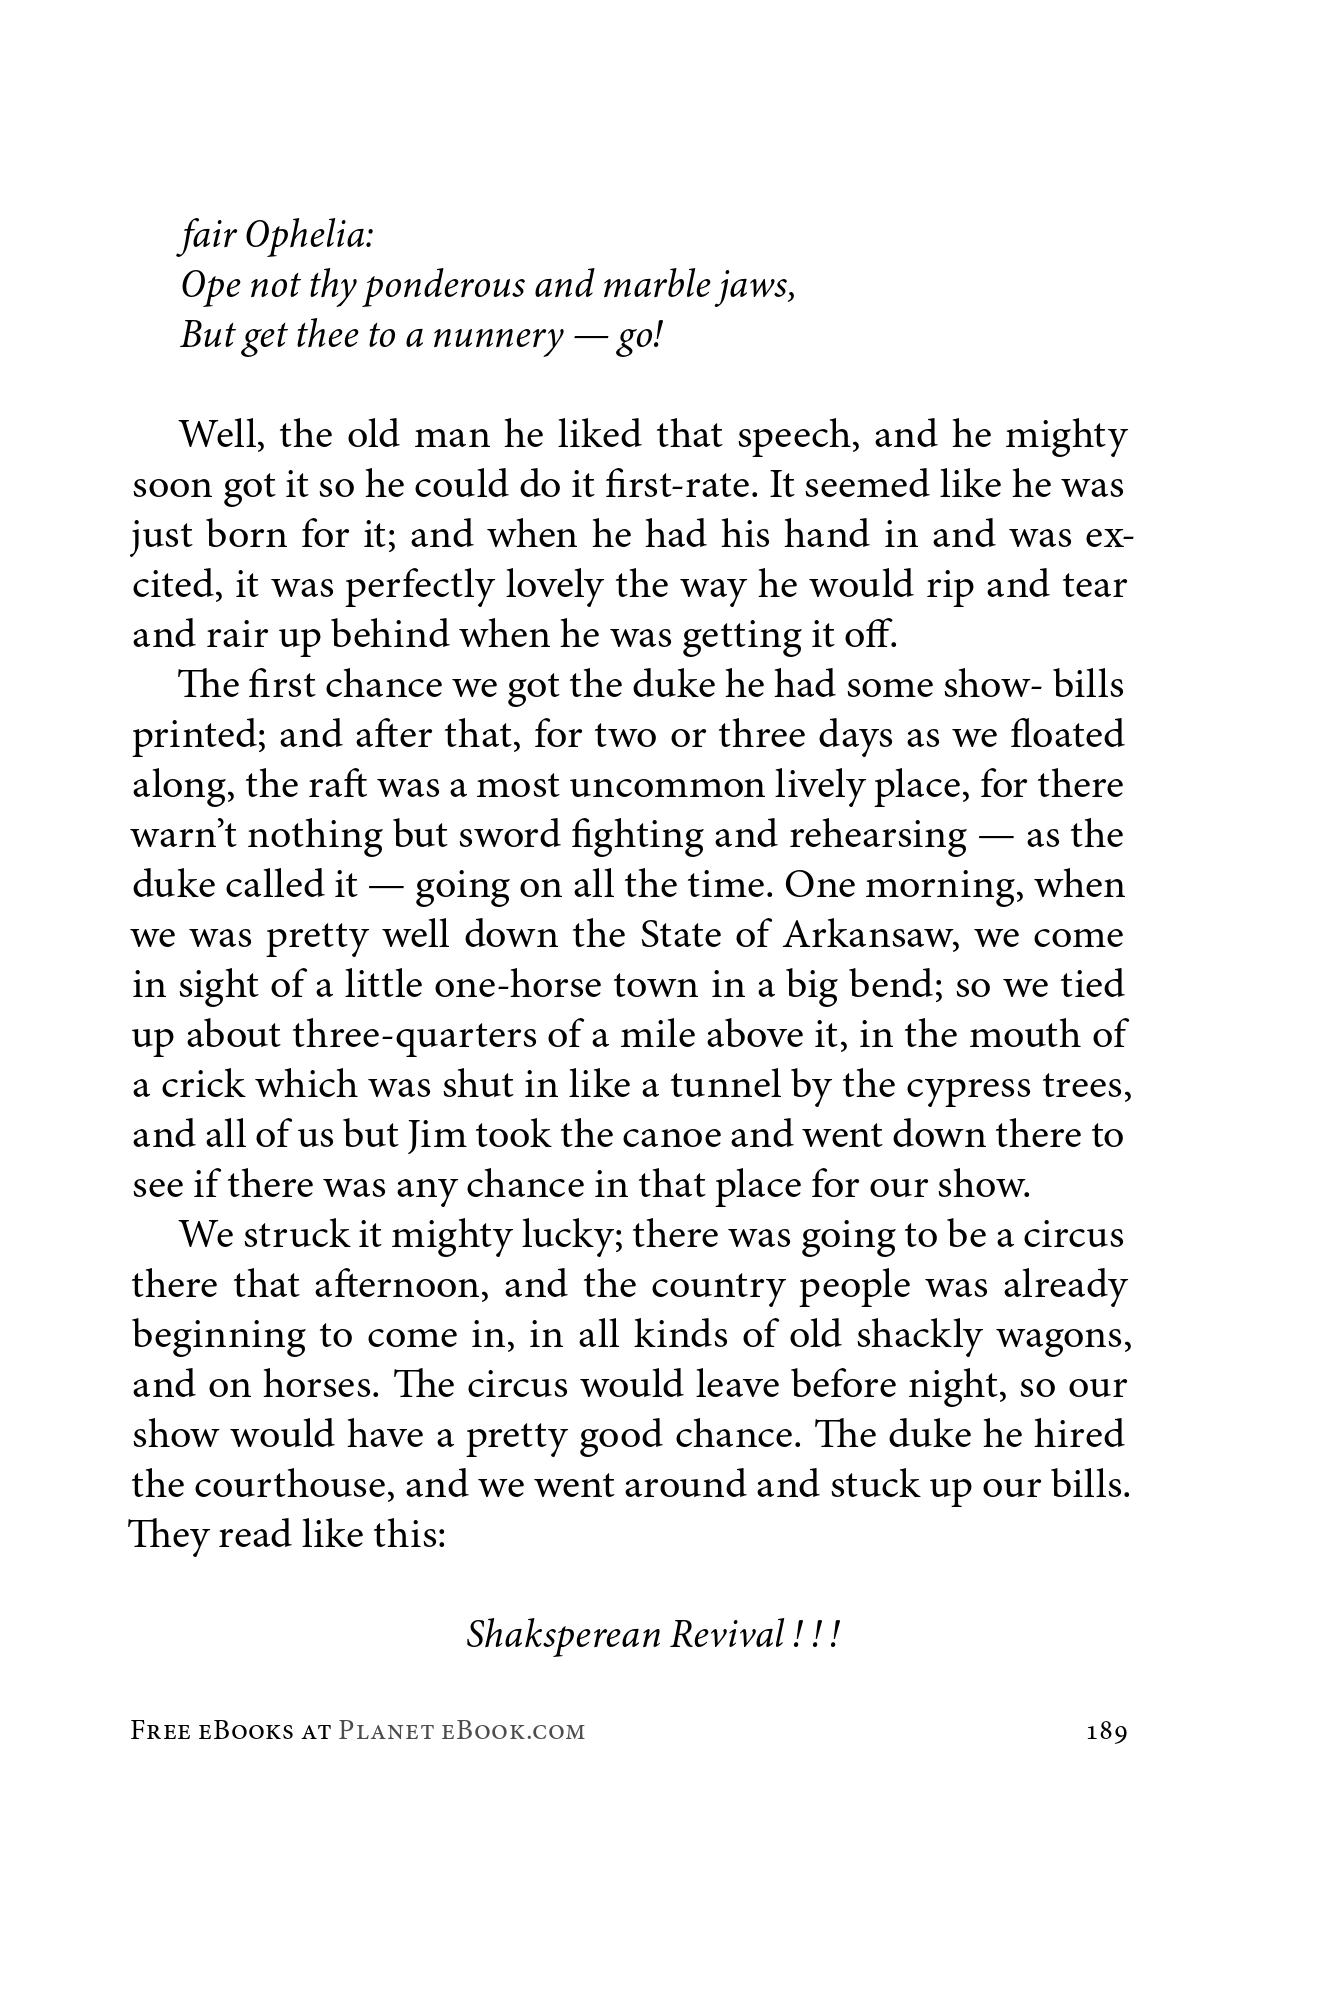 fair Ophelia:
Ope not thy ponderous and marble jaws,
But get thee to a nunnery — go!
Well, the old man he liked that speech, and he mighty
soon got it so he could do it first-rate. It seemed like he was
just born for it; and when he had his hand in and was ex-
cited, it was perfectly lovely the way he would rip and tear
and rair up behind when he was getting it off.
The first chance we got the duke he had some show- bills
printed; and after that, for two or three days as we floated
along, the raft was a most uncommon lively place, for there
warn’t nothing but sword fighting and rehearsing — as the
duke called it — going on all the time. One morning, when
we was pretty well down the State of Arkansaw, we come
in sight of a little one-horse town in a big bend; so we tied
up about three-quarters of a mile above it, in the mouth of
a crick which was shut in like a tunnel by the cypress trees,
and all of us but Jim took the canoe and went down there to
see if there was any chance in that place for our show.
We struck it mighty lucky; there was going to be a circus
there that afternoon, and the country people was already
beginning to come in, in all kinds of old shackly wagons,
and on horses. The circus would leave before night, so our
show would have a pretty good chance. The duke he hired
the courthouse, and we went around and stuck up our bills.
They read like this:
Shaksperean Revival ! ! !
Free eBooks at Planet eBook.com 189